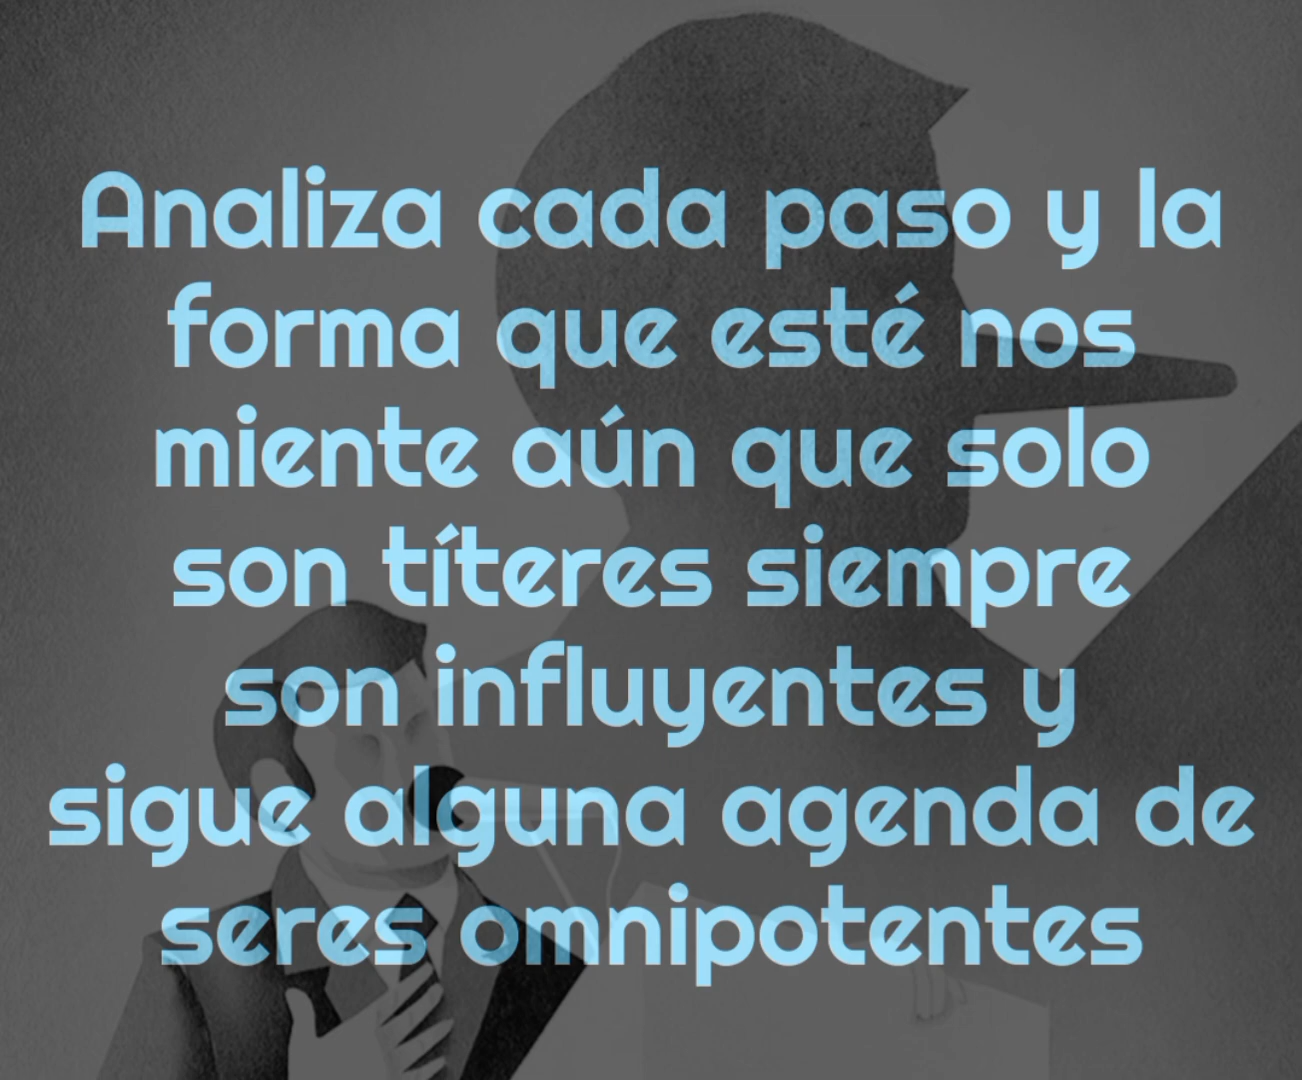 Analiza cada paso y la
forma que esté nos
miente aún que solo
son títeres siempre
son influyentes y
sigue alguna agenda de
seres omnipotentes